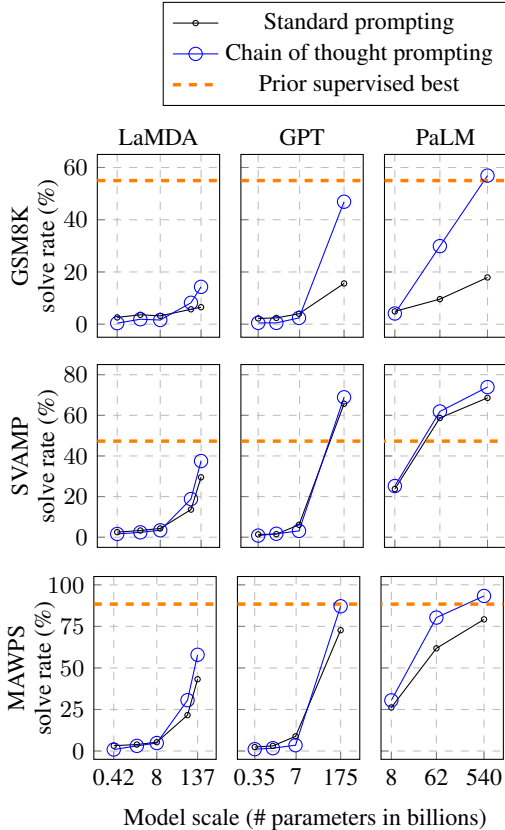 Standard prompting
Chain of thought prompting
Prior supervised best
LaMDA GPT PaLM
GSM8K
solve rate (%)
60
40
20
0
SVAMP
solve rate (%)
80
60
40
20
0
MAWPS
solve rate (%)
100
75
50
25
0
0.42 8 137 0.35 7 175 8 62 540
Model scale (# parameters in billions)